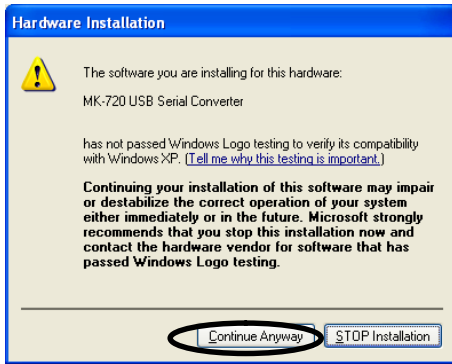 Hardware Installation
The software you are installing for this hardware:
MK-720 USB Serial Converter
has not passed Windows Logo testing to verify its compatibility
with Windows XP. (Tell me why this testing is important.)
Continuing your installation of this software may impair
or destabilize the correct operation of your system
either immediately or in the future. Microsoft strongly
recommends that you stop this installation now and
contact the hardware vendor for software that has
passed Windows Logo testing.
Continue Anyway STOP Installation